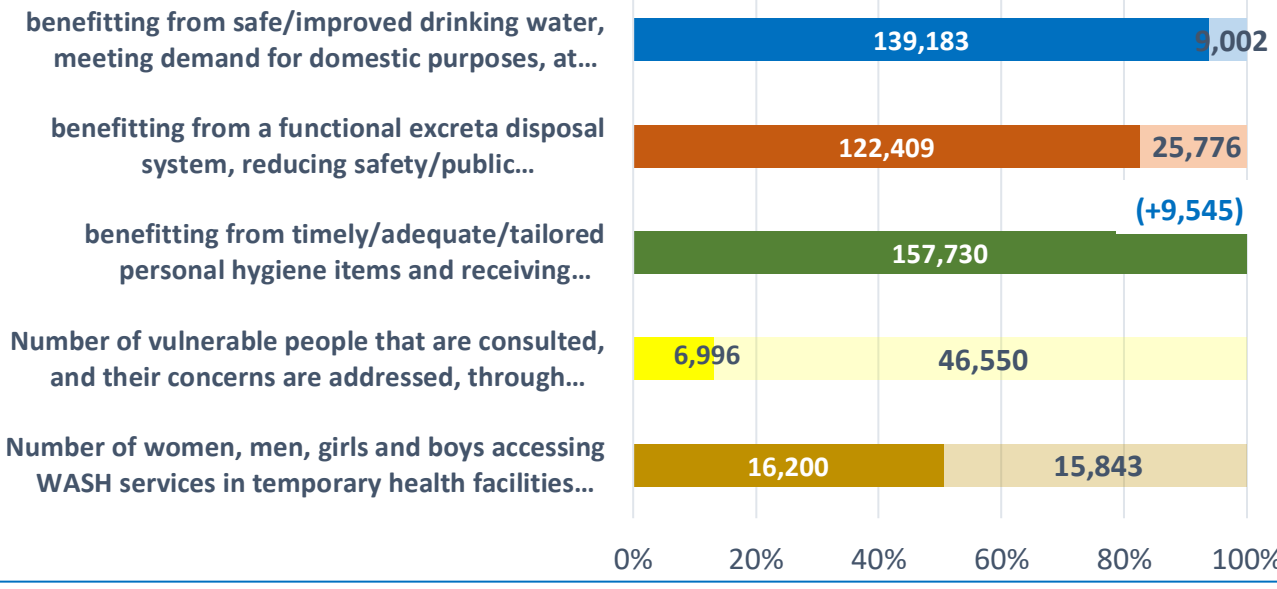 benefitting from safe/improved drinking water,
meeting demand for domestic purposes, at…
139,183
9,002
benefitting from a functional excreta disposal
system, reducing safety/public…
122,409
25,776
benefitting from timely/adequate/tailored
personal hygiene items and receiving…
(+9,545)
157,730
Number of vulnerable people that are consulted,
and their concerns are addressed, through…
6,996
46,550
Number of women, men, girls and boys accessing
WASH services in temporary health facilities…
16,200
15,843
0% 20% 40% 60% 80% 100%